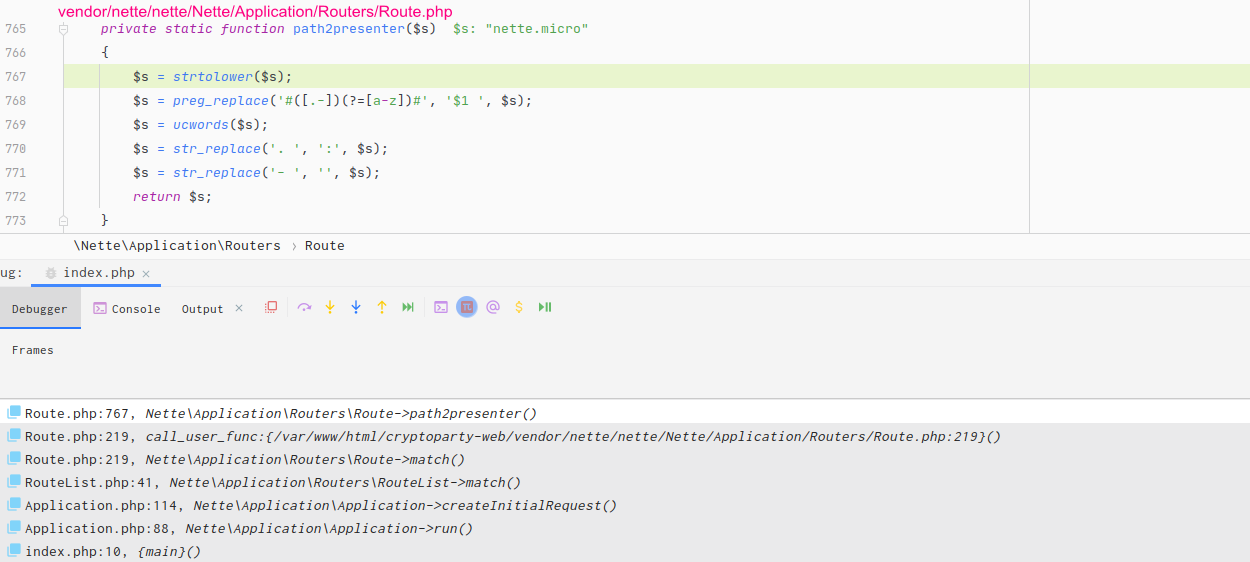 vendor/nette/nette/Nette/Application/Routers/Route.php
765 private static function path2presenter($s) $s: "nette.micro"
766 {
767 $s = strtolower($s);
768 $s = preg_replace('#([.-])(?=[a-z])#', '$1 ', $s);
769 $s = ucwords($s);
770 $s = str_replace('. ', ':', $s);
771 $s = str_replace('- ', '', $s);
772 return $s;
773 }
\Nette\Application\Routers › Route
ug: index.php ×
Debugger Console Output ×
Frames
Route.php:767, Nette\Application\Routers\Route->path2presenter()
Route.php:219, call_user_func:{/var/www/html/cryptoparty-web/vendor/nette/nette/Nette/Application/Routers/Route.php:219}()
Route.php:219, Nette\Application\Routers\Route->match()
RouteList.php:41, Nette\Application\Routers\RouteList->match()
Application.php:114, Nette\Application\Application->createInitialRequest()
Application.php:88, Nette\Application\Application->run()
index.php:10, {main}()